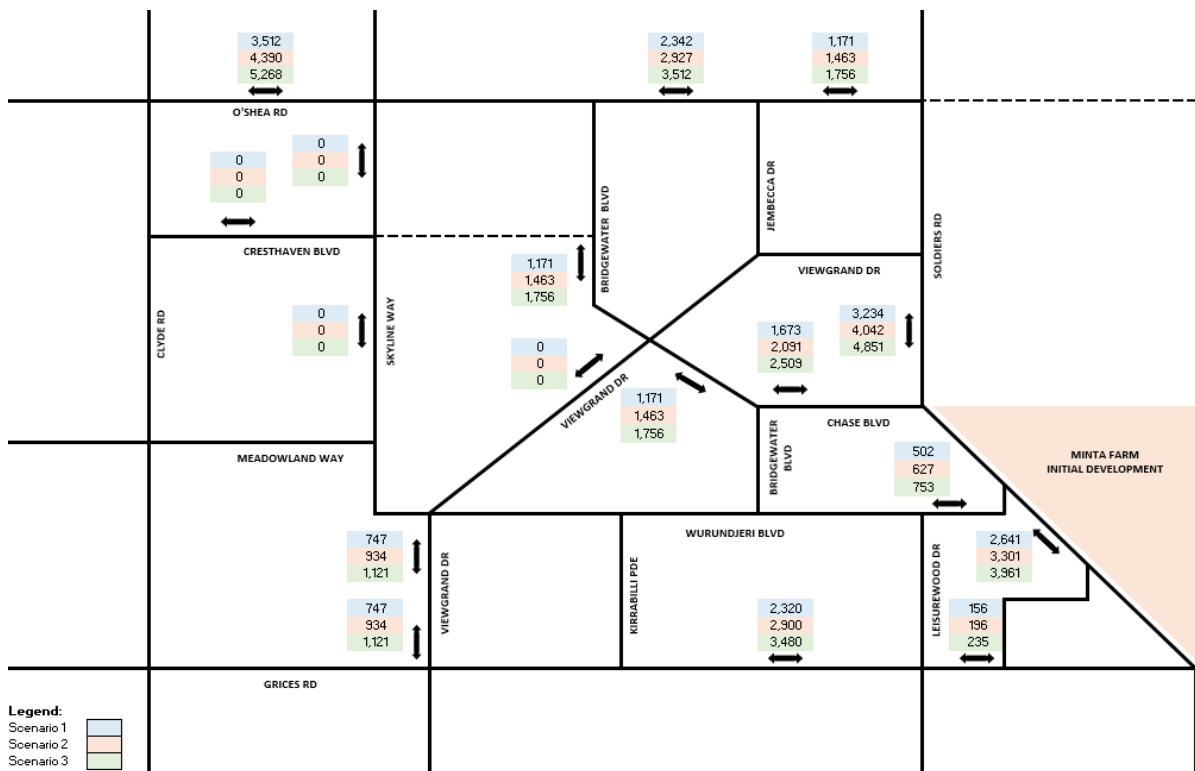 3,512
4,390
5,268
2,342
2,927
3,512
1,171
1,463
1,756
O'SHEA RD
0
0
0
0
0
0
BRIDGEWATER BLVD
JEMBECCA DR
SOLDIERS RD
CRESTHAVEN BLVD
1,171
1,463
1,756
VIEWGRAND DR
CLYDE RD
0
0
0
SKYLINE WAY
3,234
4,042
4,851
1,673
2,091
2,509
0
0
0
VIEWGRAND DR
1,171
1,463
1,756
CHASE BLVD
BRIDGEWATER
BLVD
MEADOWLAND WAY
502
627
753
MINTA FARM
INITIAL DEVELOPMENT
747
934
1,121
VIEWGRAND DR
KIRRABILLI PDE
WURUNDJERI BLVD
LEISUREWOOD DR
2,641
3,301
3,961
747
934
1,121
2,320
2,900
3,480
156
196
235
GRICES RD
Legend:
Scenario 1
Scenario 2
Scenario 3